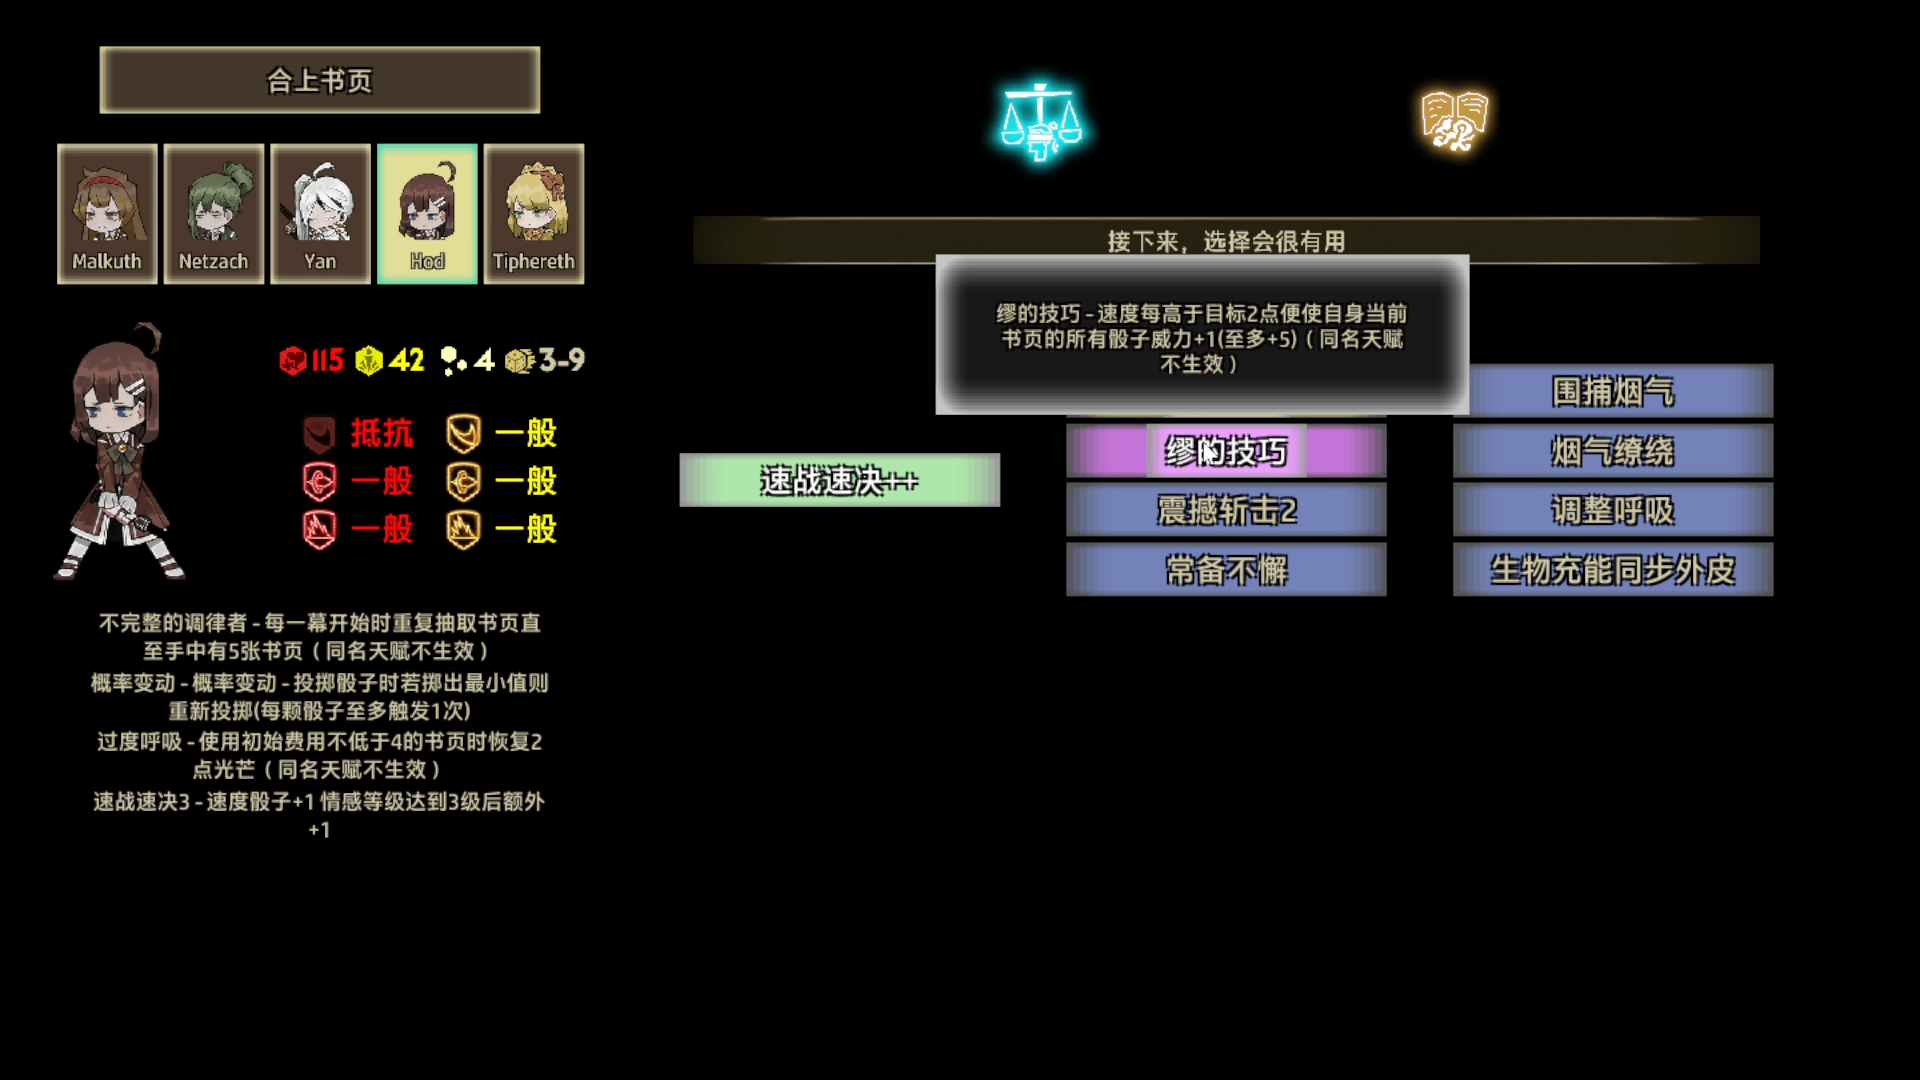 合上书页
Malkuth
Netzach
Yan
Hod
Tiphereth
115
42
4
3-9
抵抗
一般
一般
一般
一般
一般
不完整的调律者 - 每一幕开始时重复抽取书页直
至手中有5张书页（同名天赋不生效）
概率变动 - 概率变动 - 投掷骰子时若掷出最小值则
重新投掷(每颗骰子至多触发1次)
过度呼吸 - 使用初始费用不低于4的书页时恢复2
点光芒（同名天赋不生效）
速战速决3 - 速度骰子+1 情感等级达到3级后额外
+1
接下来，选择会很有用
缪的技巧 - 速度每高于目标2点便使自身当前
书页的所有骰子威力+1(至多+5)（同名天赋
不生效）
速战速决++
缪的技巧
震撼斩击2
常备不懈
围捕烟气
烟气缭绕
调整呼吸
生物充能同步外皮